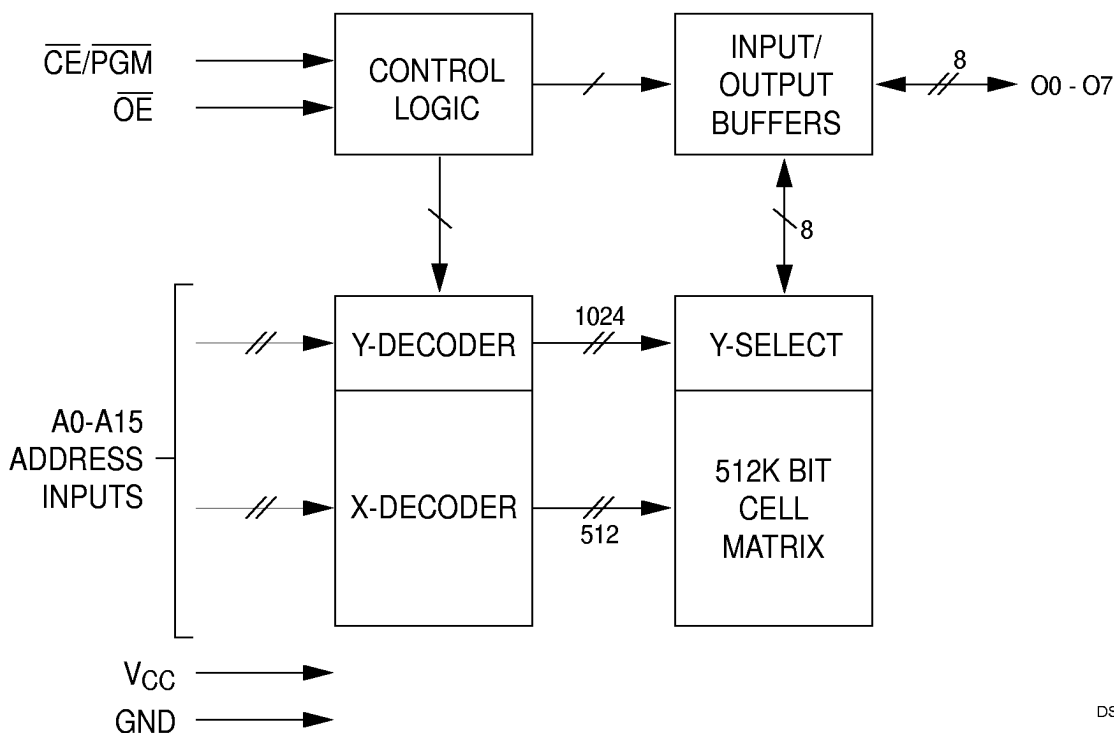 CE/PGM
OE
CONTROL
LOGIC
INPUT/
OUTPUT
BUFFERS
8
O0 - O7
8
A0-A15
ADDRESS
INPUTS
Y-DECODER
1024
Y-SELECT
X-DECODER
512
512K BIT
CELL
MATRIX
VCC
GND
DS